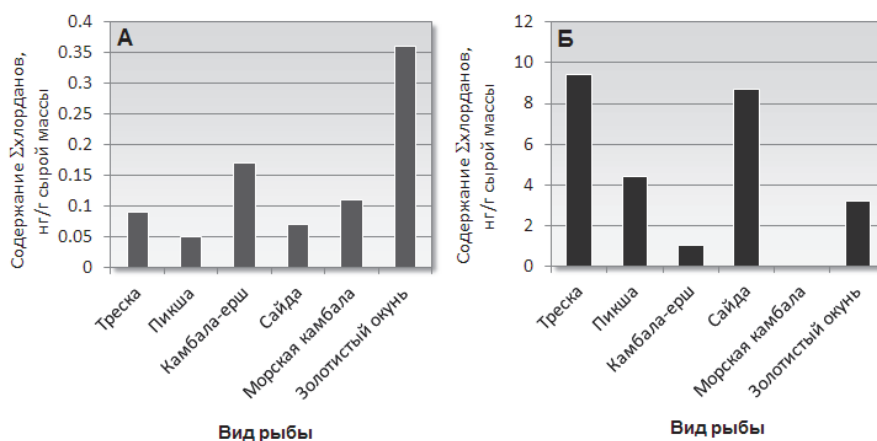 А
Содержание Σхлорданов,
нг/г сырой массы
0.4
0.35
0.3
0.25
0.2
0.15
0.1
0.05
0
Треска
Пикша
Камбала-ерш
Сайда
Морская камбала
Золотистый окунь
Вид рыбы
Б
Содержание Σхлорданов,
нг/г сырой массы
12
10
8
6
4
2
0
Треска
Пикша
Камбала-ерш
Сайда
Морская камбала
Золотистый окунь
Вид рыбы